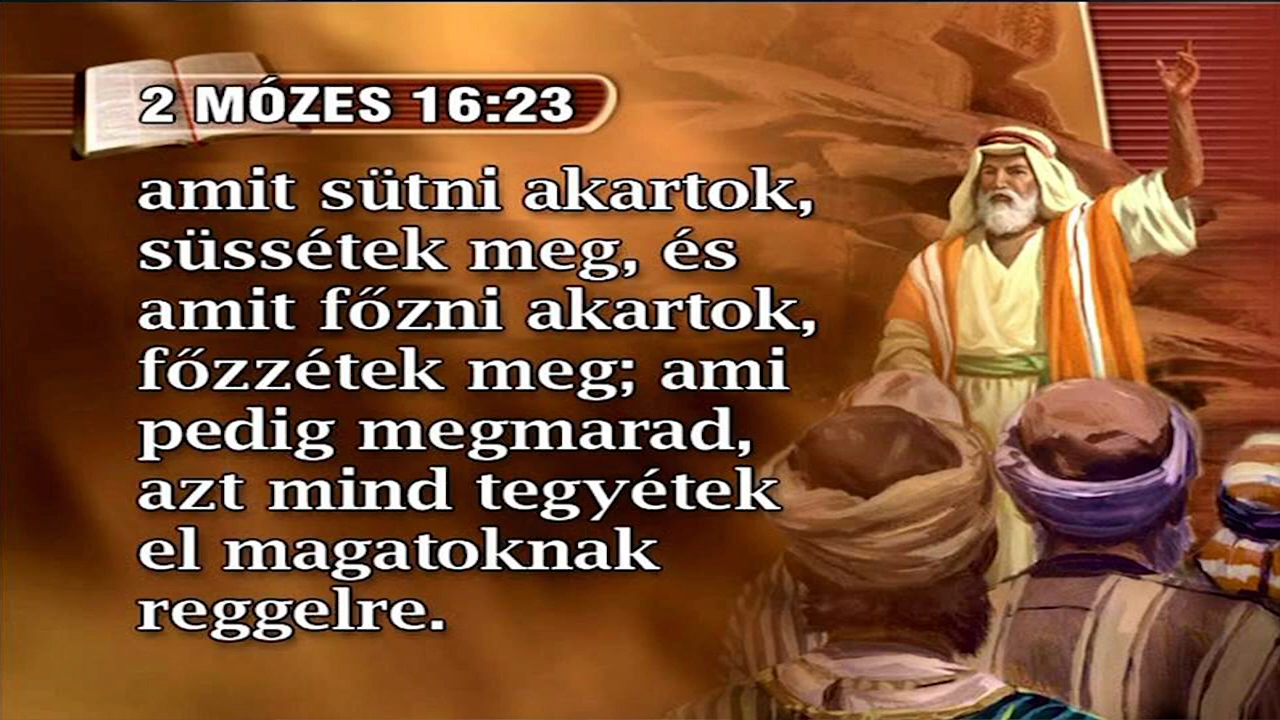 2 MÓZES 16:23
amit sütni akartok,
süssétek meg, és
amit főzni akartok,
főzzétek meg; ami
pedig megmarad,
azt mind tegyétek
el magatoknak
reggelre.